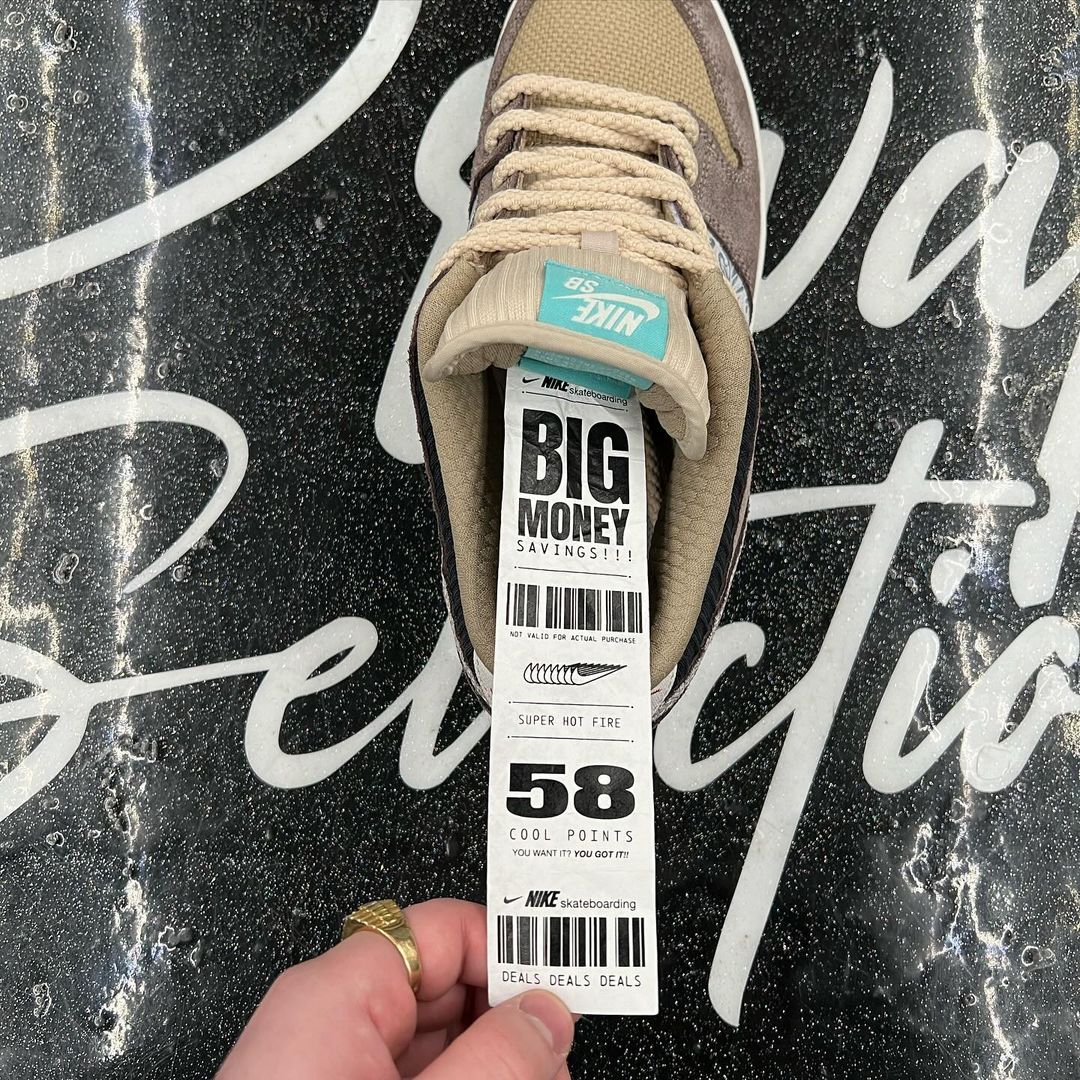 NIKE
SB
NIKE skateboarding
BIG
MONEY
SAVINGS!!!
NOT VALID FOR ACTUAL PURCHASE
SUPER HOT FIRE
58
COOL POINTS
YOU WANT IT? YOU GOT IT!!
NIKE skateboarding
DEALS DEALS DEALS